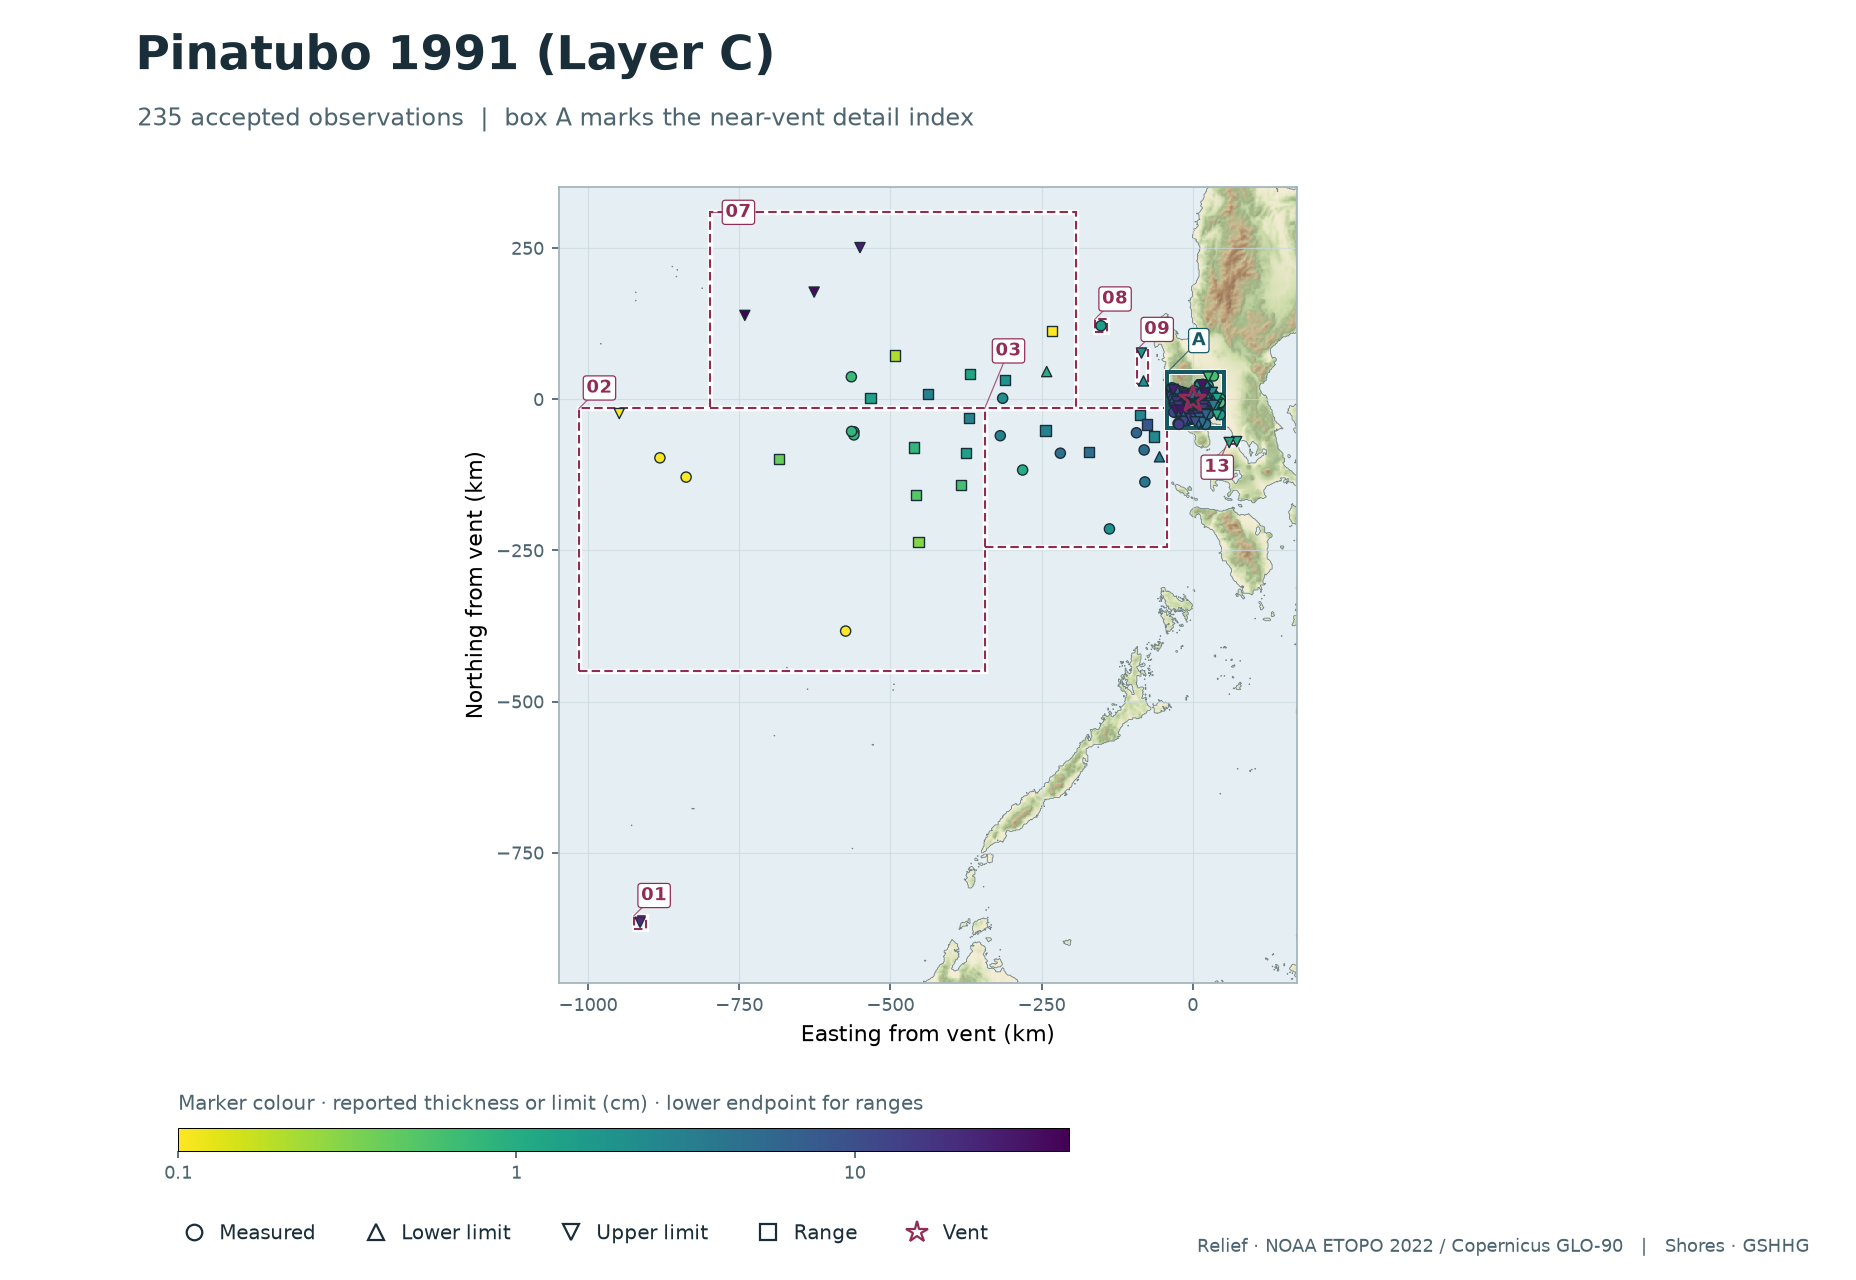 Pinatubo 1991 (Layer C)
235 accepted observations | box A marks the near-vent detail index
07
08
09
A
03
02
13
01
250
0
−250
−500
−750
Northing from vent (km)
−1000
−750
−500
−250
0
Easting from vent (km)
Marker colour · reported thickness or limit (cm) · lower endpoint for ranges
0.1
1
10
Measured
Lower limit
Upper limit
Range
Vent
Relief · NOAA ETOPO 2022 / Copernicus GLO-90 | Shores · GSHHG